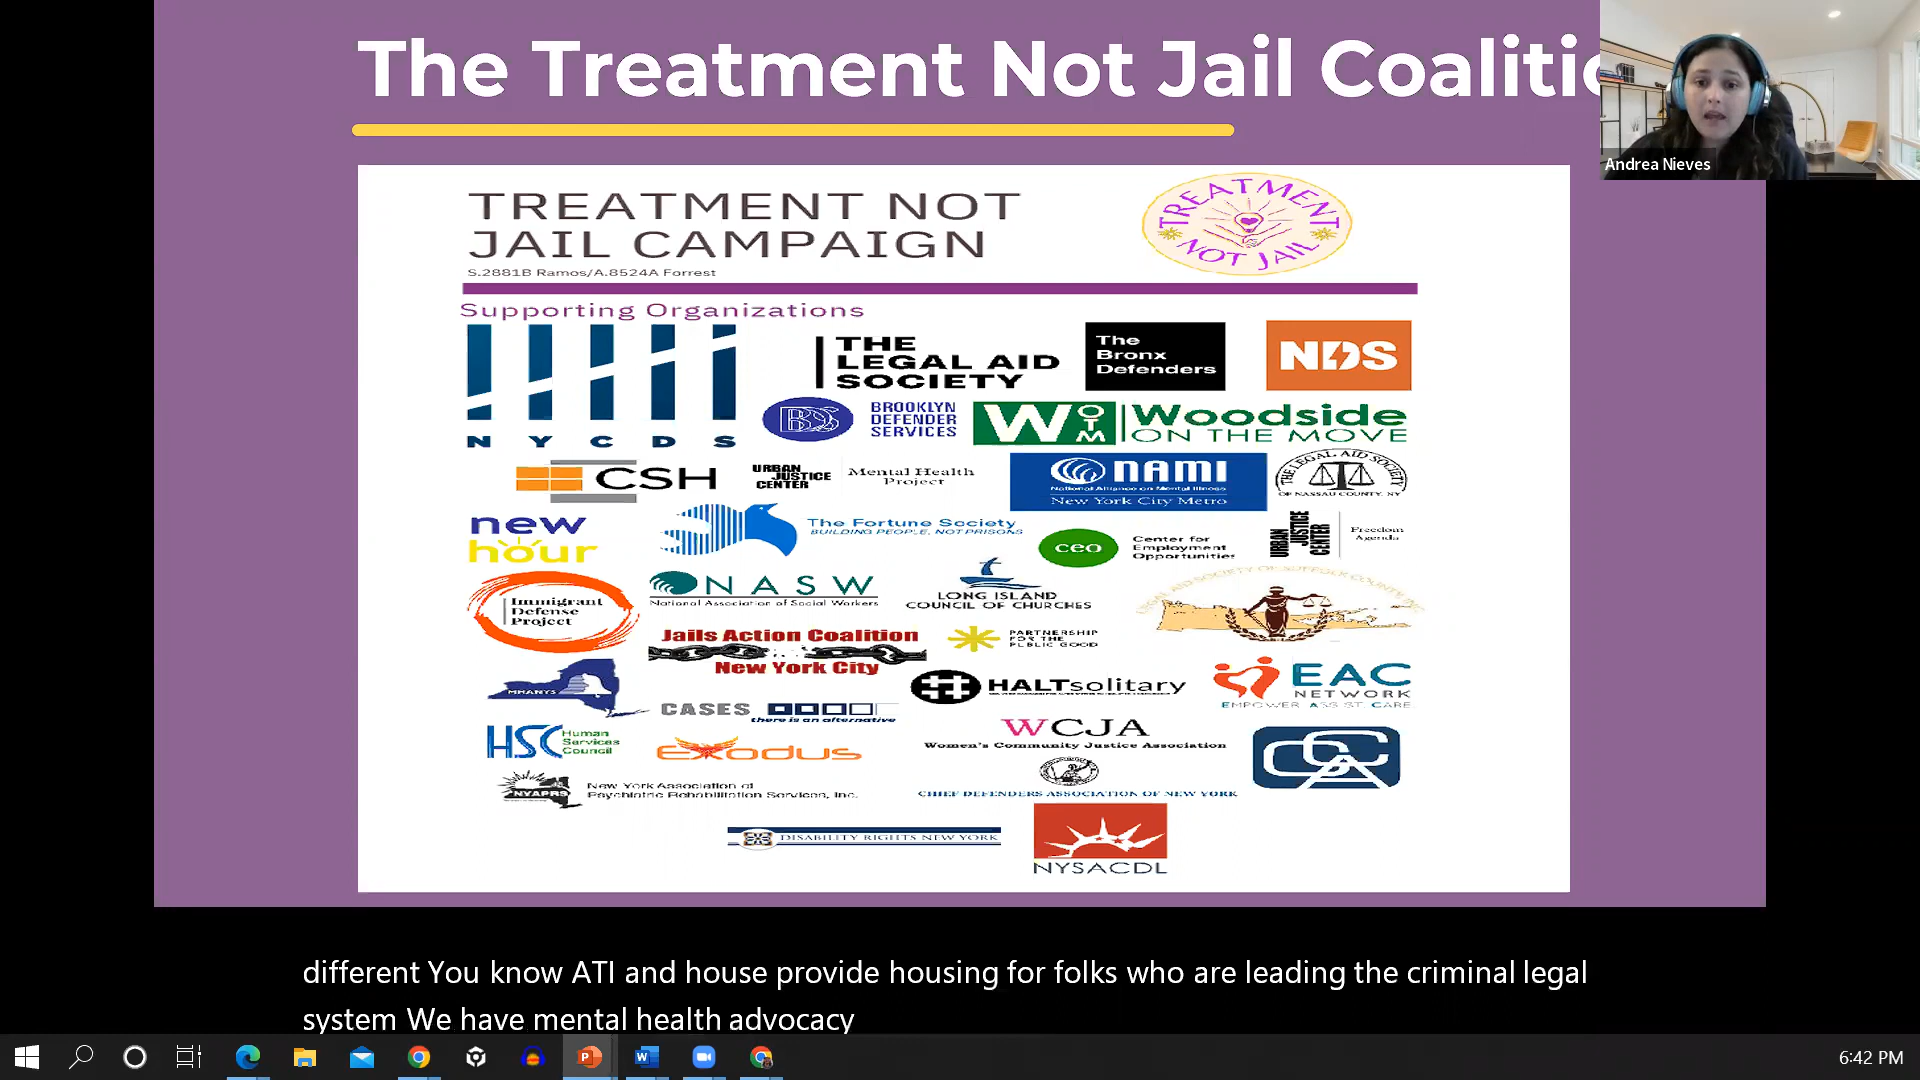 The Treatment Not Jail Coalitio
Andrea Nieves
TREATMENT NOT
JAIL CAMPAIGN
TREATMENT
NOT JAIL
S.2881B Ramos/A.8524A Forrest
Supporting Organizations
N Y C D S
THE
LEGAL AID
SOCIETY
The
Bronx
Defenders
NDS
BDS
BROOKLYN
DEFENDER
SERVICES
WOTM
Woodside
ON THE MOVE
CSH
URBAN
JUSTICE
CENTER
Mental Health
Project
NAMI
National Alliance on Mental Illness
New York City Metro
THE LEGAL AID SOCIETY
OF NASSAU COUNTY, NY
new
hour
The Fortune Society
BUILDING PEOPLE, NOT PRISONS
ceo
Center for
Employment
Opportunities
URBAN
JUSTICE
CENTER
Freedom
Agenda
Immigrant
Defense
Project
NASW
National Association of Social Workers
LONG ISLAND
COUNCIL OF CHURCHES
LEGAL AID SOCIETY OF SUFFOLK COUNTY INC.
Jails Action Coalition
New York City
PARTNERSHIP
FOR THE
PUBLIC GOOD
MHANYS
CASES
there is an alternative
HALTsolitary
EAC
NETWORK
EMPOWER ASSIST CARE
HSC
Human
Services
Council
Exodus
WCJA
Women's Community Justice Association
CCA
NYAPRS
New York Association of
Psychiatric Rehabilitation Services, Inc.
CHIEF DEFENDERS ASSOCIATION OF NEW YORK
DISABILITY RIGHTS NEW YORK
NYSACDL
different You know ATI and house provide housing for folks who are leading the criminal legal
system We have mental health advocacy
6:42 PM